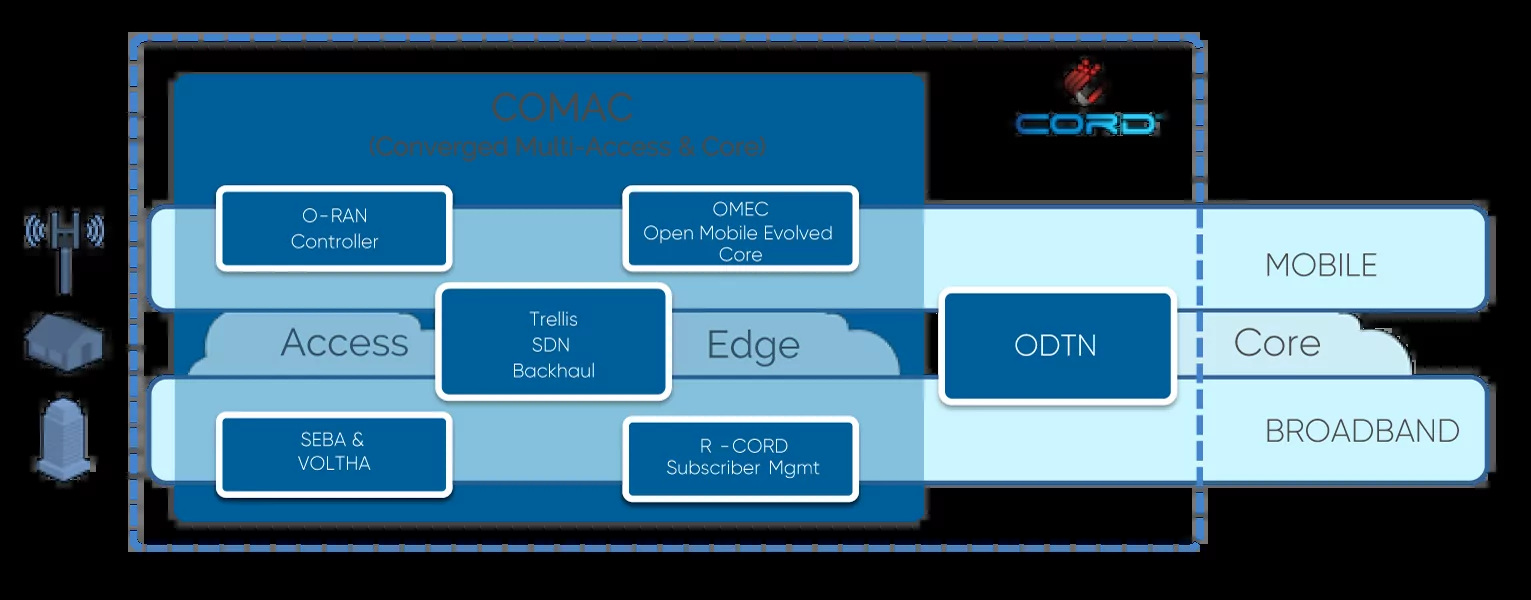 COMAC
(Converged Multi-Access & Core)
CORD
O-RAN
Controller
OMEC
Open Mobile Evolved
Core
MOBILE
Access
Trellis
SDN
Backhaul
Edge
ODTN
Core
SEBA &
VOLTHA
R -CORD
Subscriber Mgmt
BROADBAND